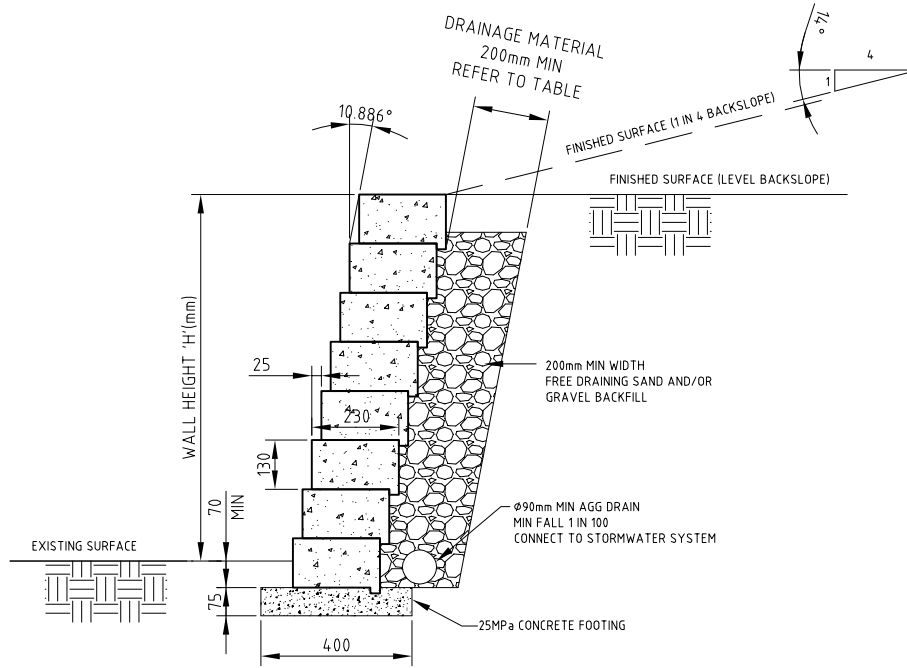 DRAINAGE MATERIAL
200mm MIN
REFER TO TABLE
14°
4
1
10.886°
FINISHED SURFACE (1 IN 4 BACKSLOPE)
FINISHED SURFACE (LEVEL BACKSLOPE)
WALL HEIGHT 'H'(mm)
25
200mm MIN WIDTH
FREE DRAINING SAND AND/OR
GRAVEL BACKFILL
230
130
70
MIN
Ø90mm MIN AGG DRAIN
MIN FALL 1 IN 100
CONNECT TO STORMWATER SYSTEM
EXISTING SURFACE
75
25MPa CONCRETE FOOTING
400